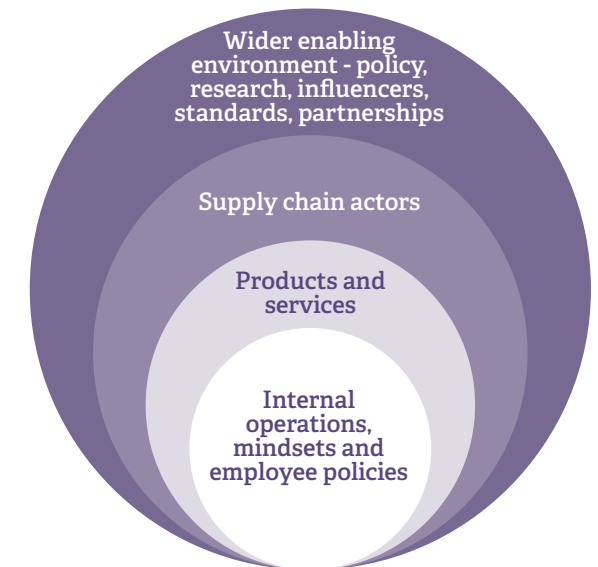 Wider enabling
environment - policy,
research, influencers,
standards, partnerships
Supply chain actors
Products and
services
Internal
operations,
mindsets and
employee policies